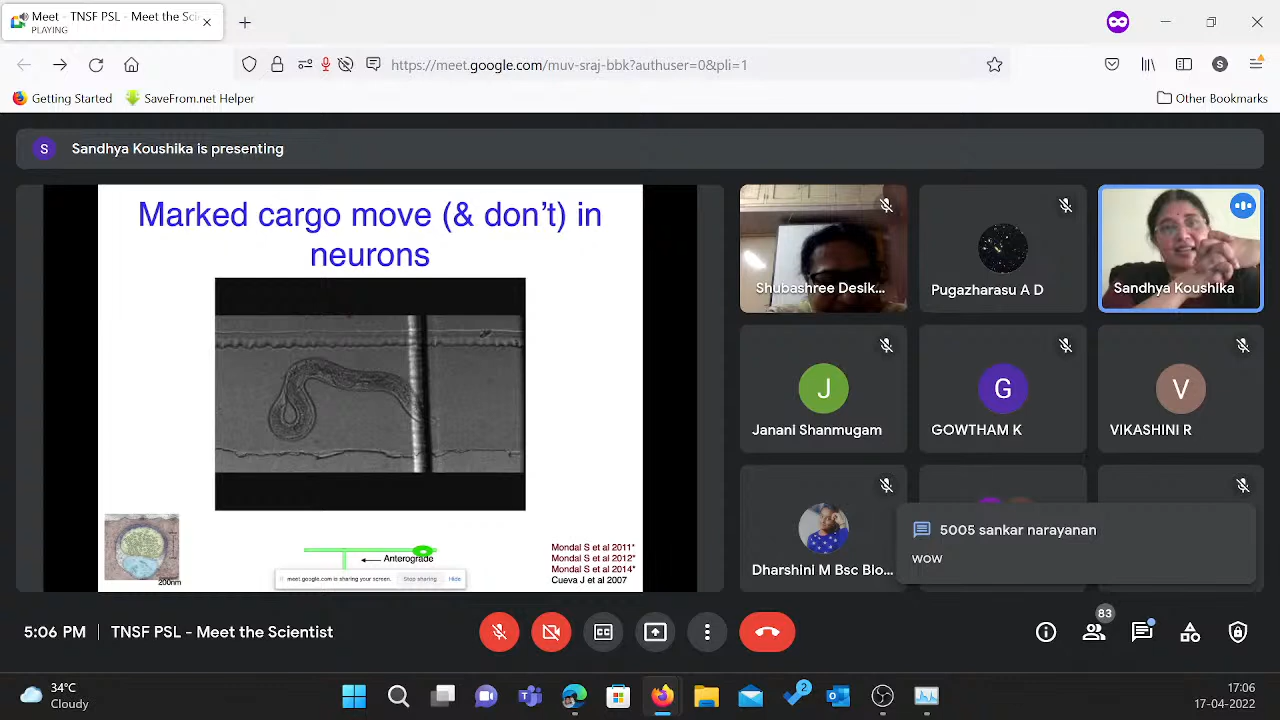 Meet - TNSF PSL - Meet the Sci
PLAYING
https://meet.google.com/muv-sraj-bbk?authuser=0&pli=1
S
Getting Started
SaveFrom.net Helper
Other Bookmarks
S
Sandhya Koushika is presenting
Marked cargo move (& don't) in
neurons
200nm
Anterograde
Mondal S et al 2011*
Mondal S et al 2012*
Mondal S et al 2014*
Cueva J et al 2007
meet.google.com is sharing your screen.
Stop sharing
Hide
Shubashree Desik...
Pugazharasu A D
Sandhya Koushika
J
Janani Shanmugam
G
GOWTHAM K
V
VIKASHINI R
Dharshini M Bsc Blo...
5005 sankar narayanan
wow
5:06 PM
TNSF PSL - Meet the Scientist
83
34°C
Cloudy
2
17:06
17-04-2022